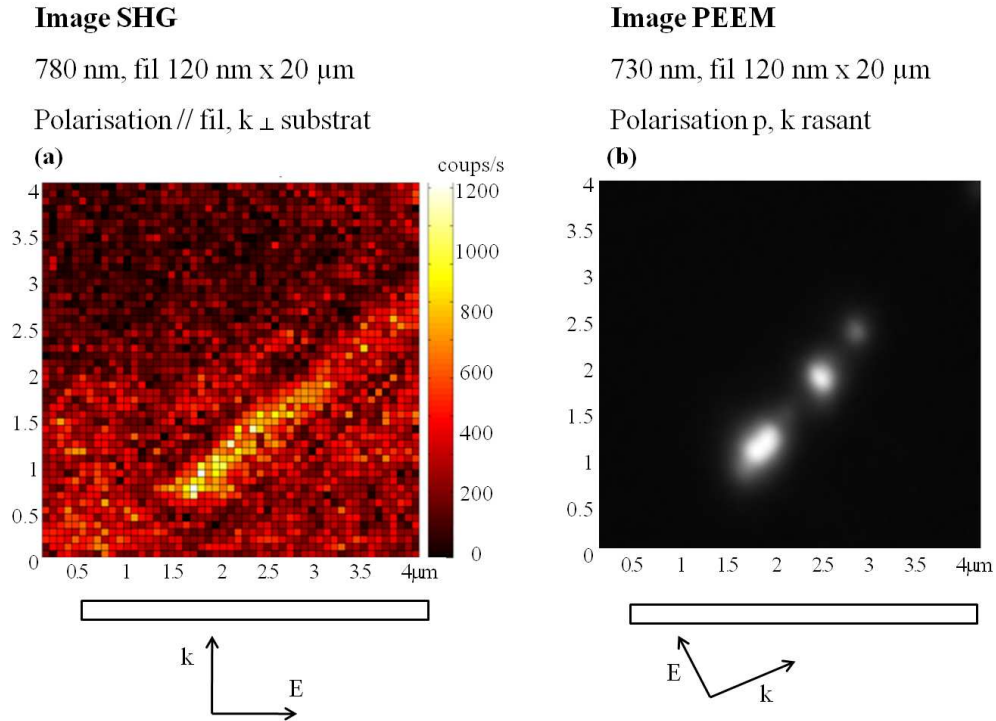 Image SHG
780 nm, fil 120 nm x 20 µm
Polarisation // fil, k ⊥ substrat
(a)
coups/s
4
3.5
3
2.5
2
1.5
1
0.5
0
0.5 1 1.5 2 2.5 3 3.5 4µm
1200
1000
800
600
400
200
0
k
E
Image PEEM
730 nm, fil 120 nm x 20 µm
Polarisation p, k rasant
(b)
4
3.5
3
2.5
2
1.5
1
0.5
0
0.5 1 1.5 2 2.5 3 3.5 4µm
E
k